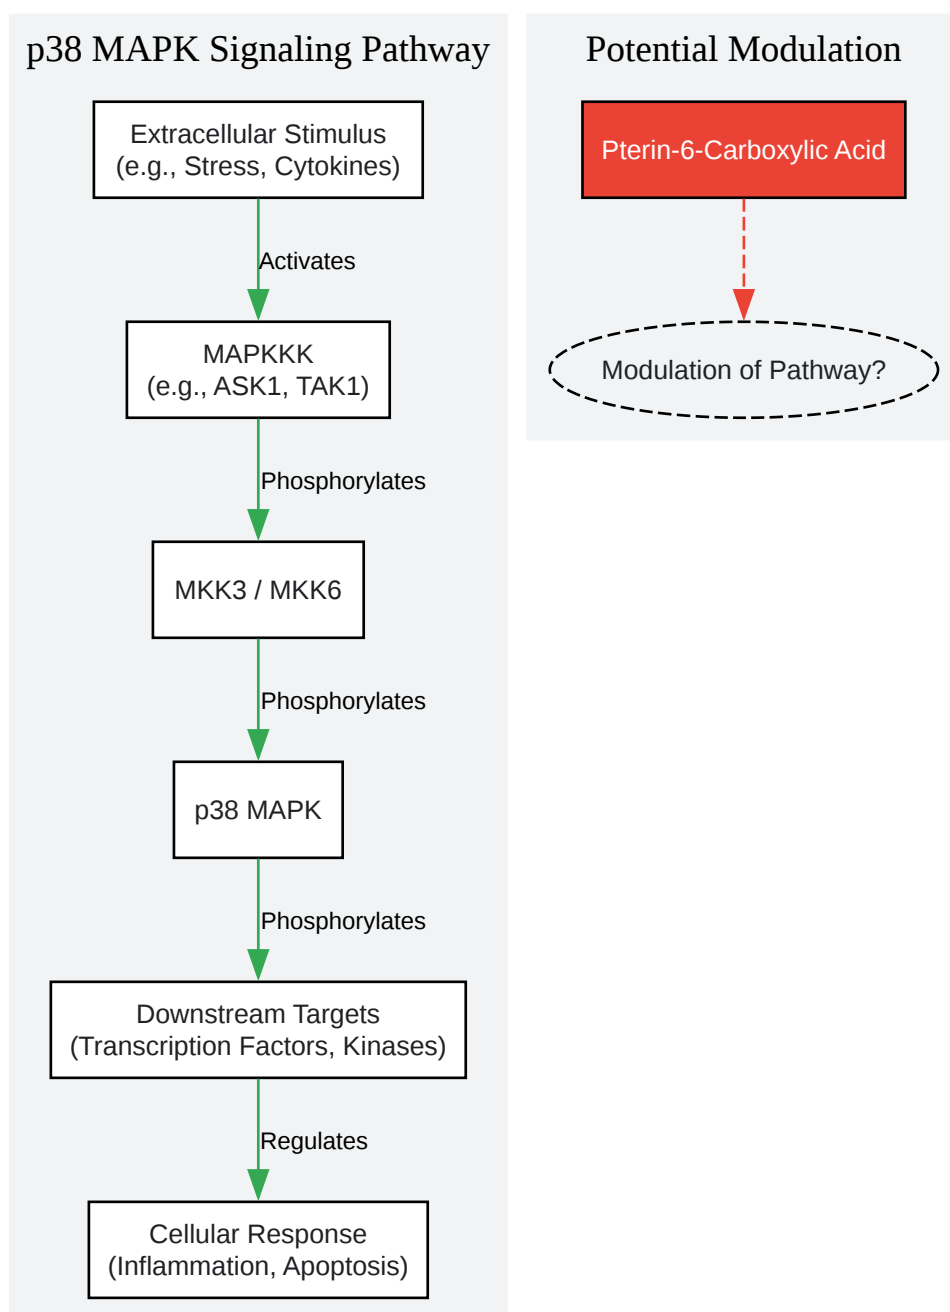 p38 MAPK Signaling Pathway
Extracellular Stimulus
(e.g., Stress, Cytokines)
Activates
MAPKKK
(e.g., ASK1, TAK1)
Phosphorylates
MKK3 / MKK6
Phosphorylates
p38 MAPK
Phosphorylates
Downstream Targets
(Transcription Factors, Kinases)
Regulates
Cellular Response
(Inflammation, Apoptosis)
Potential Modulation
Pterin-6-Carboxylic Acid
Modulation of Pathway?